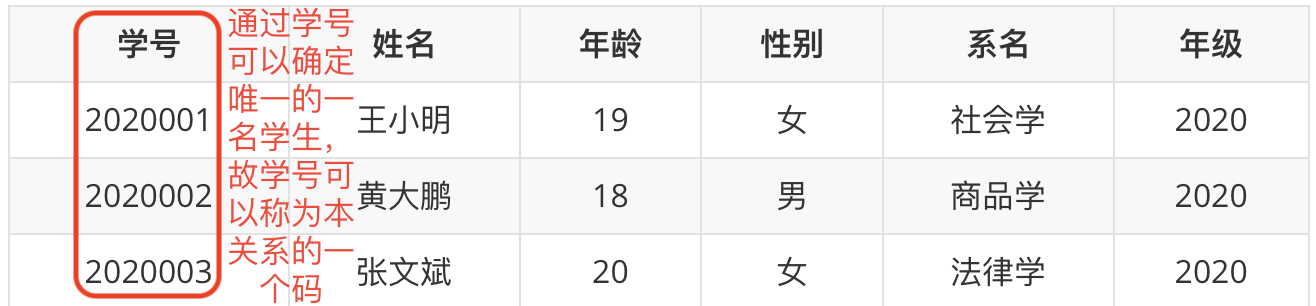 学号 姓名 年龄 性别 系名 年级
2020001 王小明 19 女 社会学 2020
2020002 黄大鹏 18 男 商品学 2020
2020003 张文斌 20 女 法律学 2020
通过学号
可以确定
唯一的一
名学生，
故学号可
以称为本
关系的一
个码